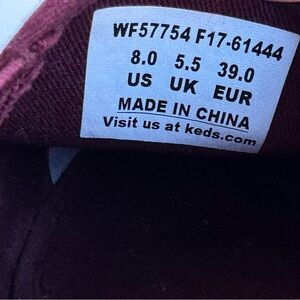 WF57754 F17-61444
8.0 5.5 39.0
US UK EUR
MADE IN CHINA
Visit us at keds.com